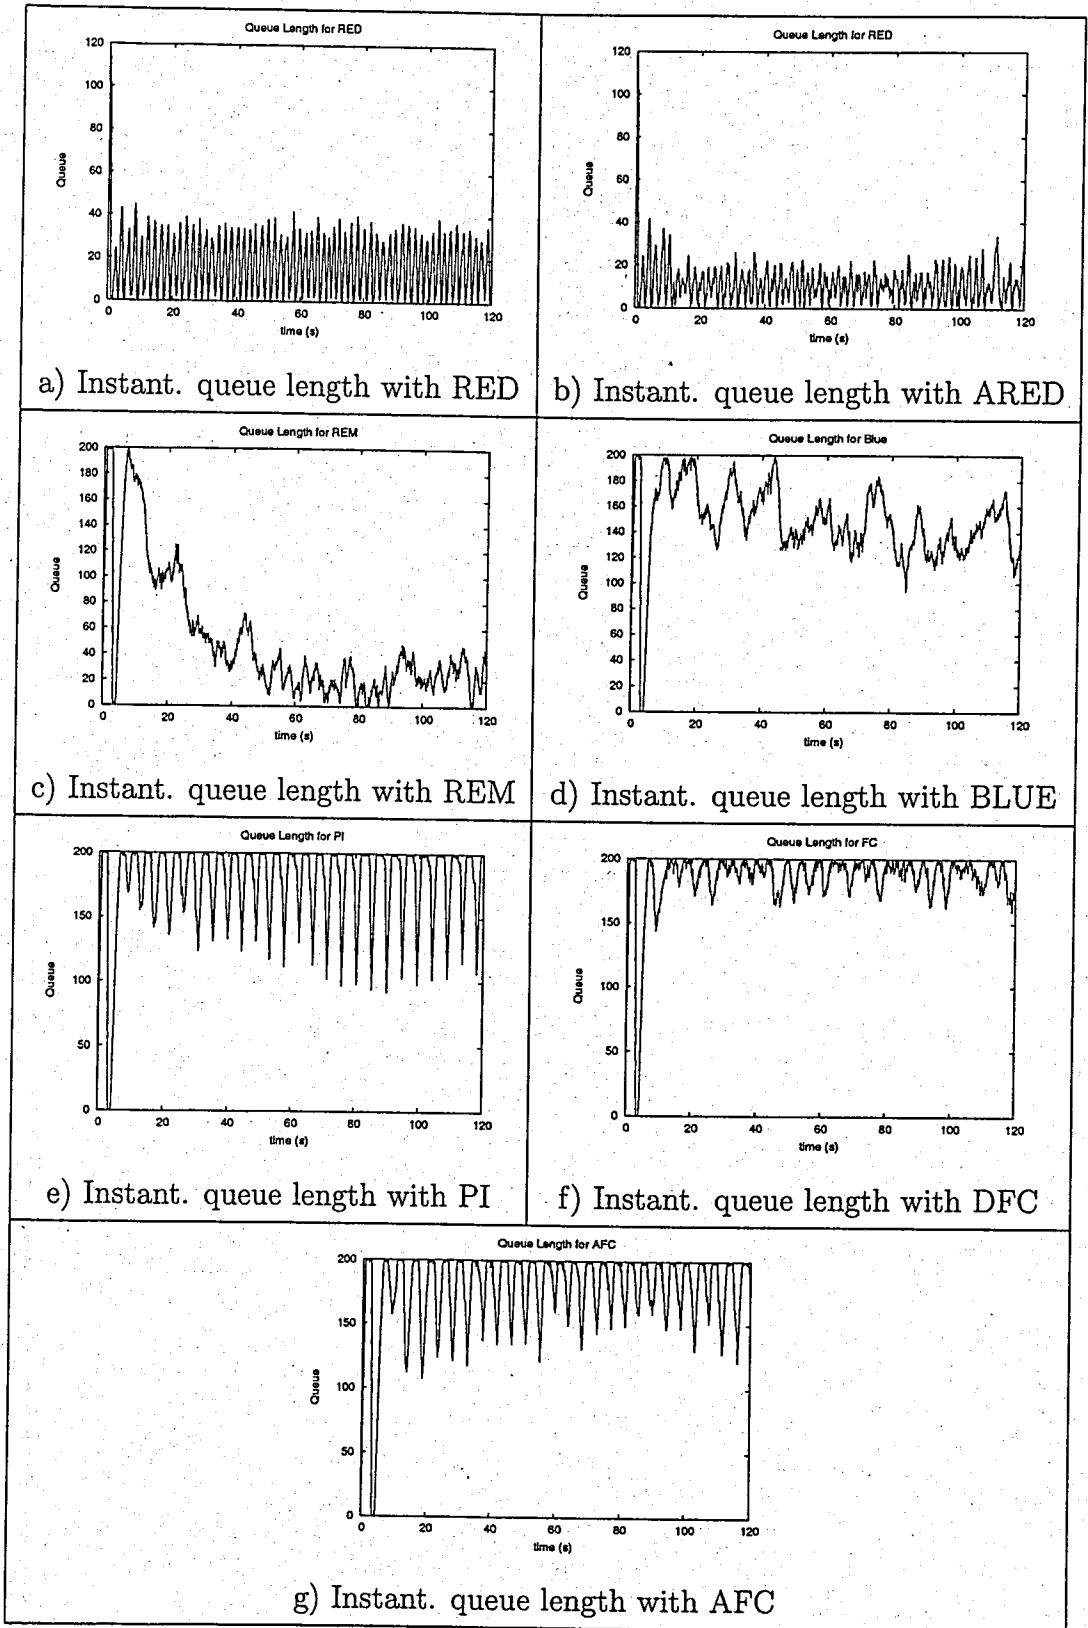 Queue Length for RED
120
100
80
60
40
20
0
Queue
0 20 40 60 80 100 120
time (s)
a) Instant. queue length with RED
Queue Length for RED
120
100
80
60
40
20
0
Queue
0 20 40 60 80 100 120
time (s)
b) Instant. queue length with ARED
Queue Length for REM
200
180
160
140
120
100
80
60
40
20
0
Queue
0 20 40 60 80 100 120
time (s)
c) Instant. queue length with REM
Queue Length for Blue
200
180
160
140
120
100
80
60
40
20
0
Queue
0 20 40 60 80 100 120
time (s)
d) Instant. queue length with BLUE
Queue Length for PI
200
150
100
50
0
Queue
0 20 40 60 80 100 120
time (s)
e) Instant. queue length with PI
Queue Length for FC
200
150
100
50
0
Queue
0 20 40 60 80 100 120
time (s)
f) Instant. queue length with DFC
Queue Length for AFC
200
150
100
50
0
Queue
0 20 40 60 80 100 120
time (s)
g) Instant. queue length with AFC